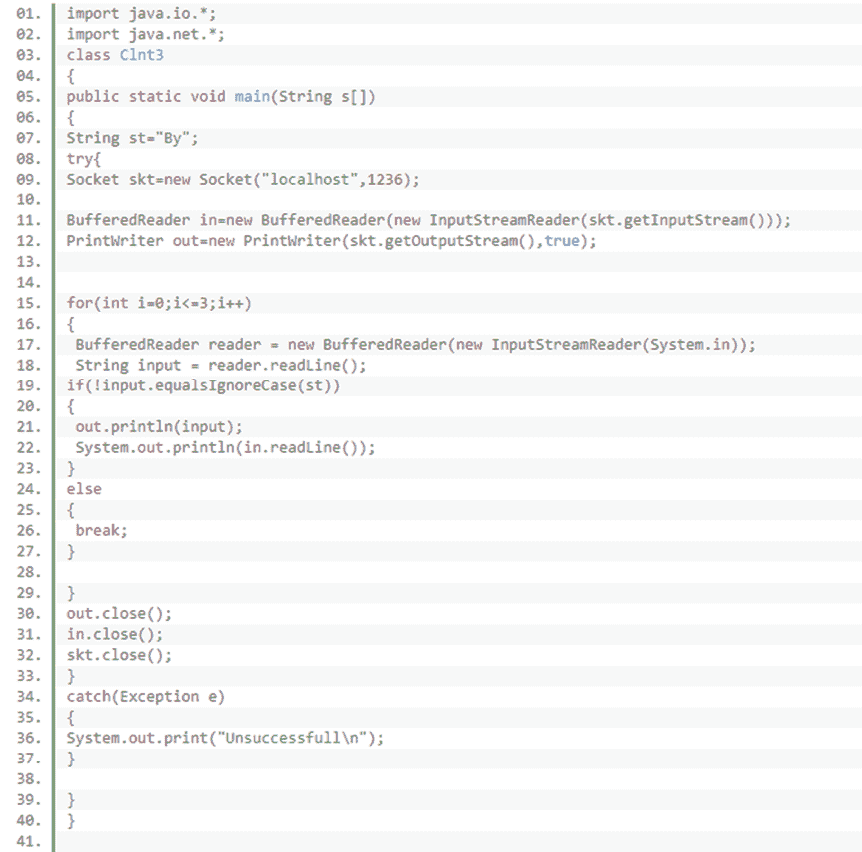 01. import java.io.*;
02. import java.net.*;
03. class Clnt3
04. {
05. public static void main(String s[])
06. {
07. String st="By";
08. try{
09. Socket skt=new Socket("localhost",1236);
10.
11. BufferedReader in=new BufferedReader(new InputStreamReader(skt.getInputStream()));
12. PrintWriter out=new PrintWriter(skt.getOutputStream(),true);
13.
14.
15. for(int i=0;i<=3;i++)
16. {
17.  BufferedReader reader = new BufferedReader(new InputStreamReader(System.in));
18.  String input = reader.readLine();
19. if(!input.equalsIgnoreCase(st))
20. {
21.  out.println(input);
22.  System.out.println(in.readLine());
23. }
24. else
25. {
26.  break;
27. }
28.
29. }
30. out.close();
31. in.close();
32. skt.close();
33. }
34. catch(Exception e)
35. {
36. System.out.print("Unsuccessfull\n");
37. }
38.
39. }
40. }
41.